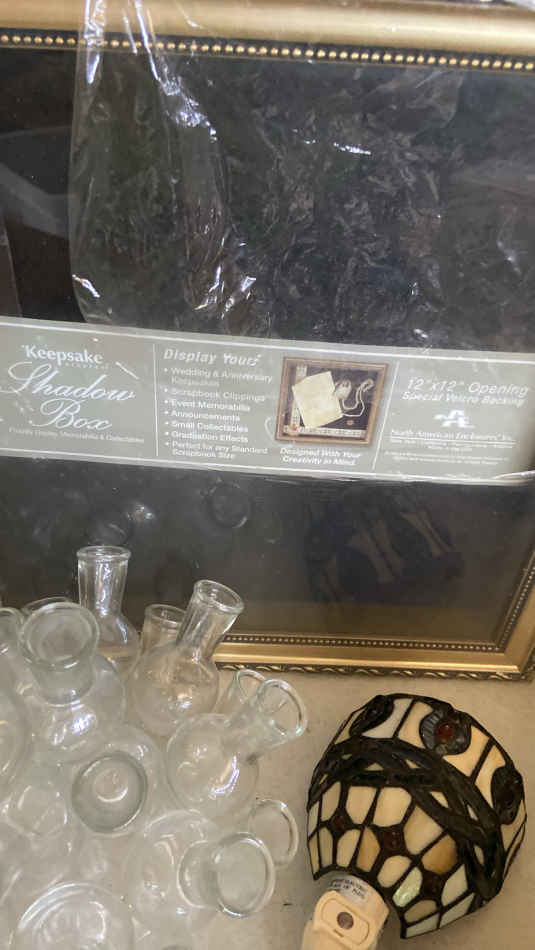 Keepsake
Shadow
Box
Display Your:
• Wedding & Anniversary
Keepsakes
• Scrapbook Clippings
• Event Memorabilia
• Announcements
• Small Collectables
• Graduation Effects
• Perfect for any Standard
Scrapbook Size
Designed With Your
Creativity in Mind.
12"x12" Opening
Special Velcro Backing
North American Enclosures,